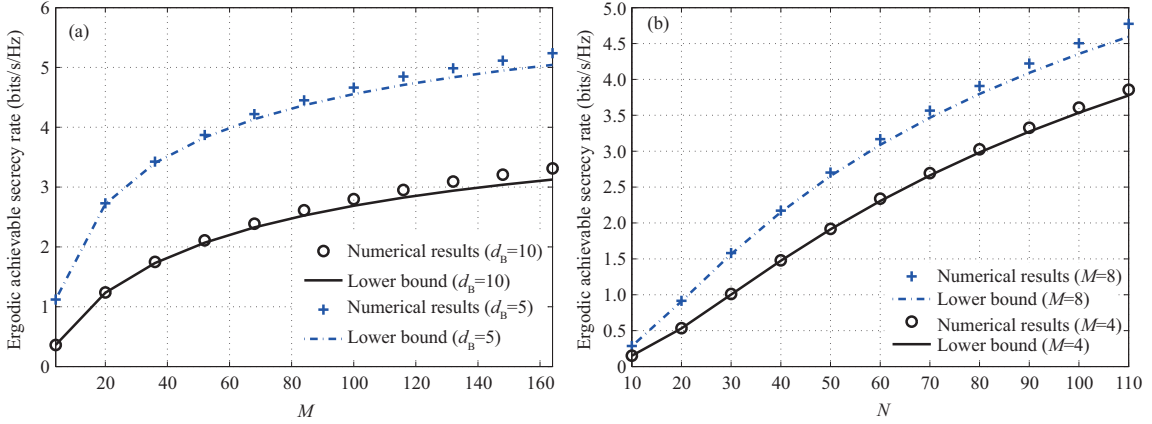 (a)
Ergodic achievable secrecy rate (bits/s/Hz)
6
5
4
3
2
1
0
20 40 60 80 100 120 140 160
M
Numerical results (d_B=10)
Lower bound (d_B=10)
Numerical results (d_B=5)
Lower bound (d_B=5)
(b)
Ergodic achievable secrecy rate (bits/s/Hz)
5.0
4.5
4.0
3.5
3.0
2.5
2.0
1.5
1.0
0.5
0
10 20 30 40 50 60 70 80 90 100 110
N
Numerical results (M=8)
Lower bound (M=8)
Numerical results (M=4)
Lower bound (M=4)